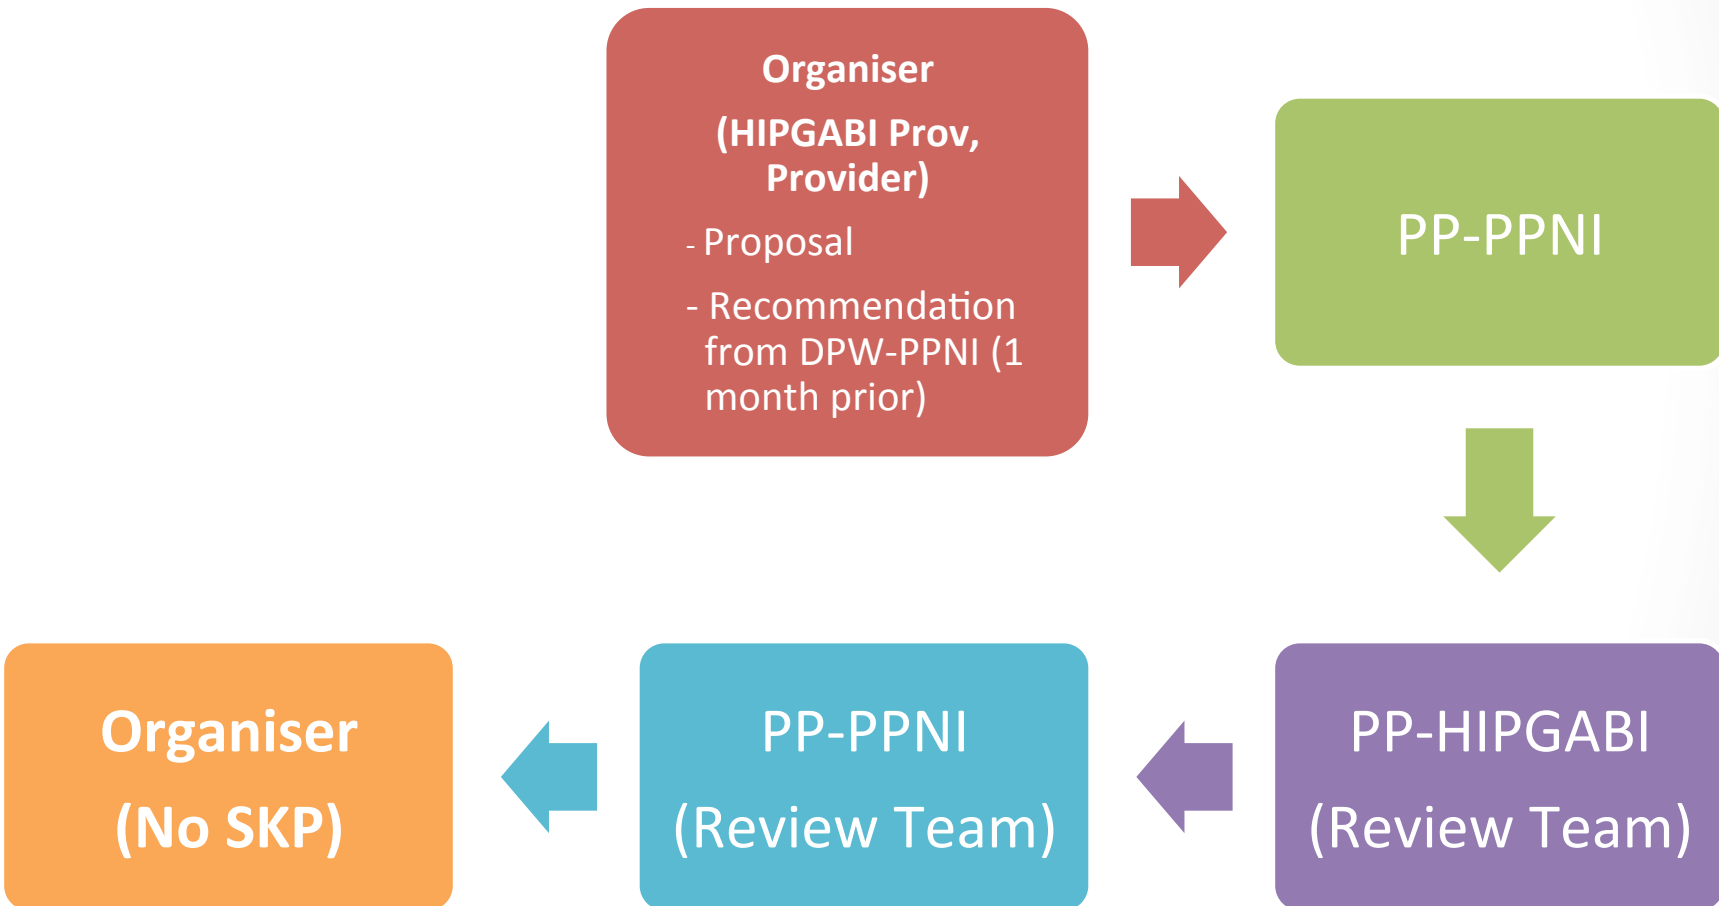 Organiser
(HIPGABI Prov,
Provider)
- Proposal
- Recommendation
from DPW-PPNI (1
month prior)
PP-PPNI
PP-HIPGABI
(Review Team)
PP-PPNI
(Review Team)
Organiser
(No SKP)